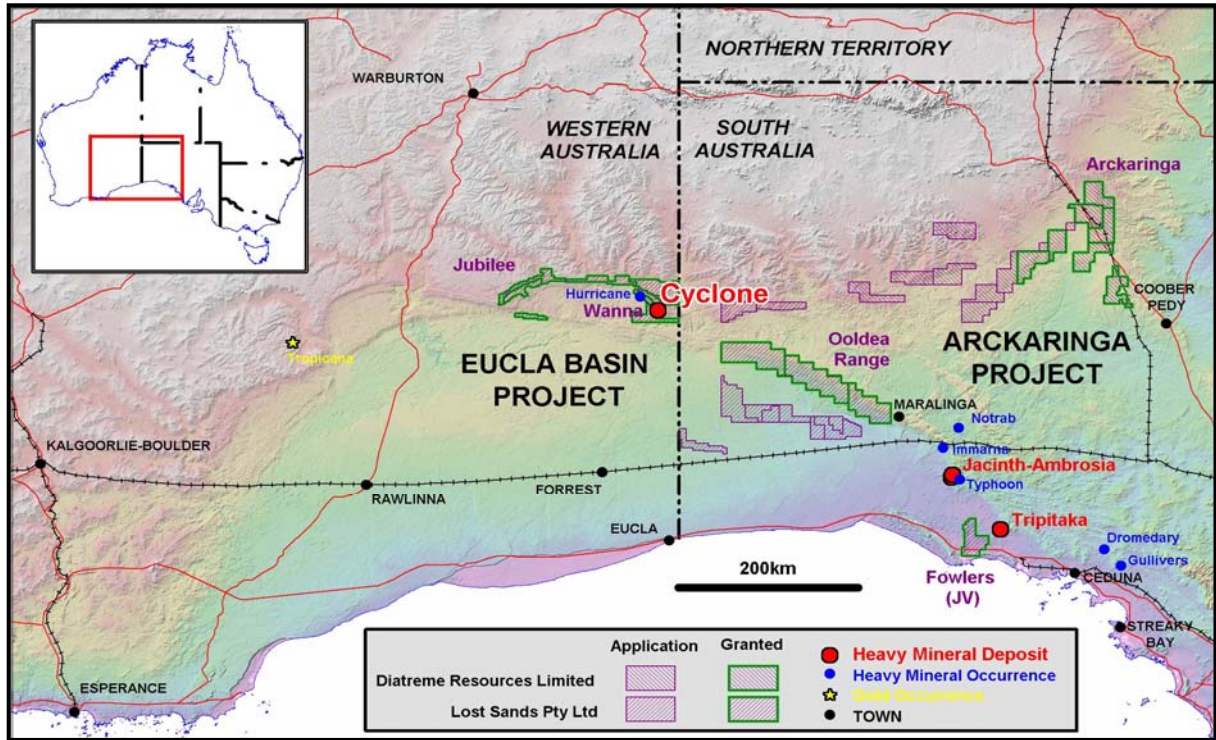 NORTHERN TERRITORY
WARBURTON
WESTERN
AUSTRALIA
SOUTH
AUSTRALIA
Arckaringa
Jubilee
Hurricane
Cyclone
Wanna
COOBER
PEDY
Tropicana
EUCLA BASIN
PROJECT
Ooldea
Range
ARCKARINGA
PROJECT
MARALINGA
Notrab
KALGOORLIE-BOULDER
Immarna
Jacinth-Ambrosia
Typhoon
RAWLINNA
FORREST
EUCLA
Tripitaka
Dromedary
Gullivers
200km
Fowlers
(JV)
CEDUNA
STREAKY
BAY
ESPERANCE
Application
Granted
Diatreme Resources Limited
Lost Sands Pty Ltd
Heavy Mineral Deposit
Heavy Mineral Occurrence
Gold Occurrence
TOWN